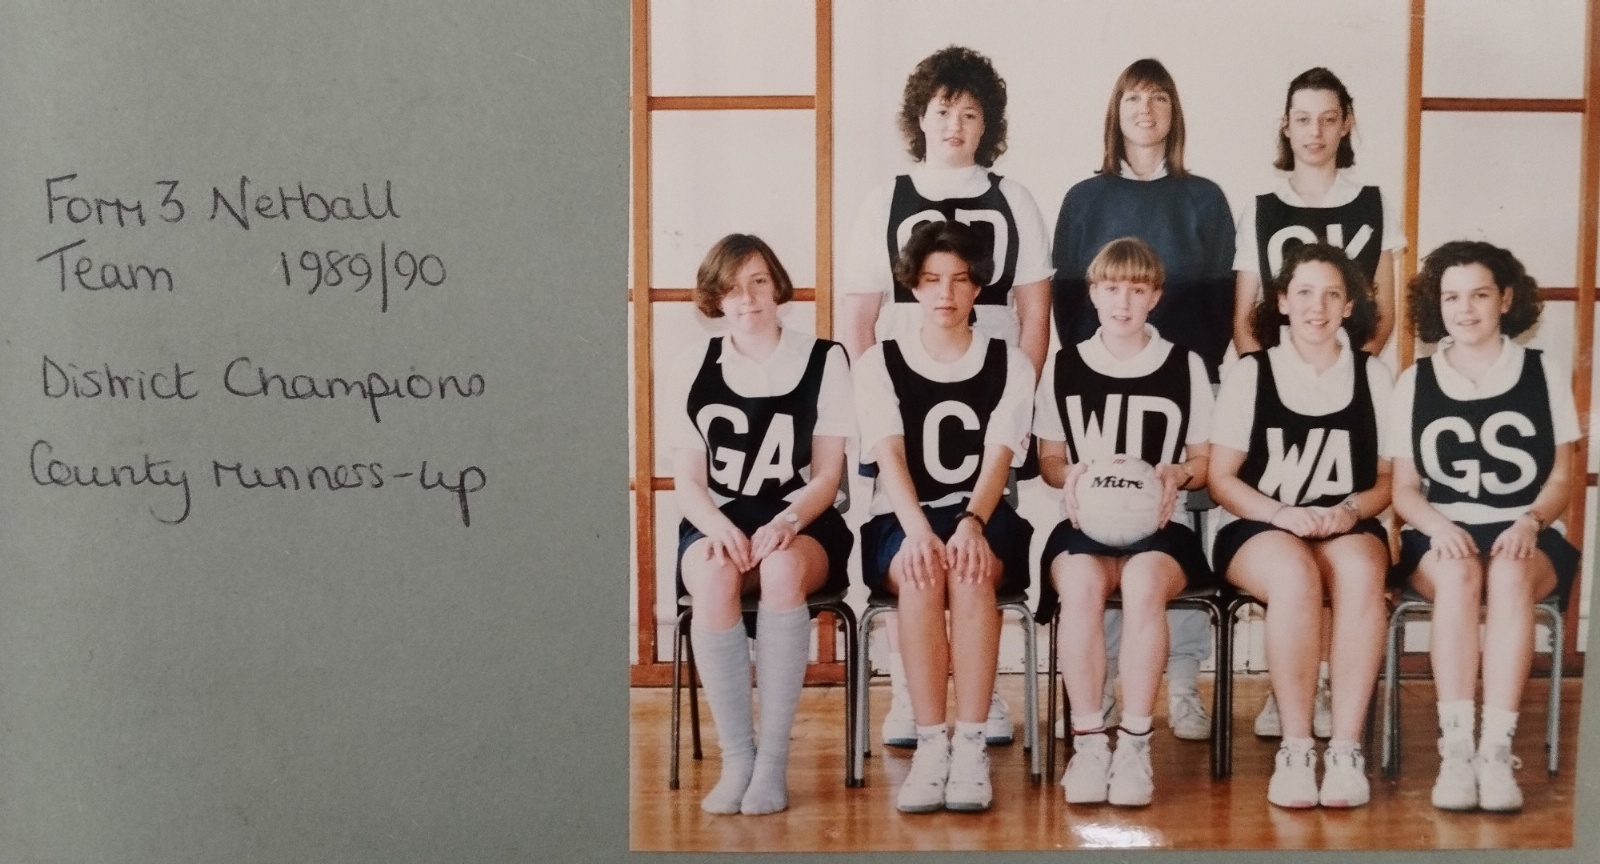 Form 3 Netball
Team 1989/90
District Champions
County runners-up
GD
GK
GA
C
WD
WA
GS
Mitre